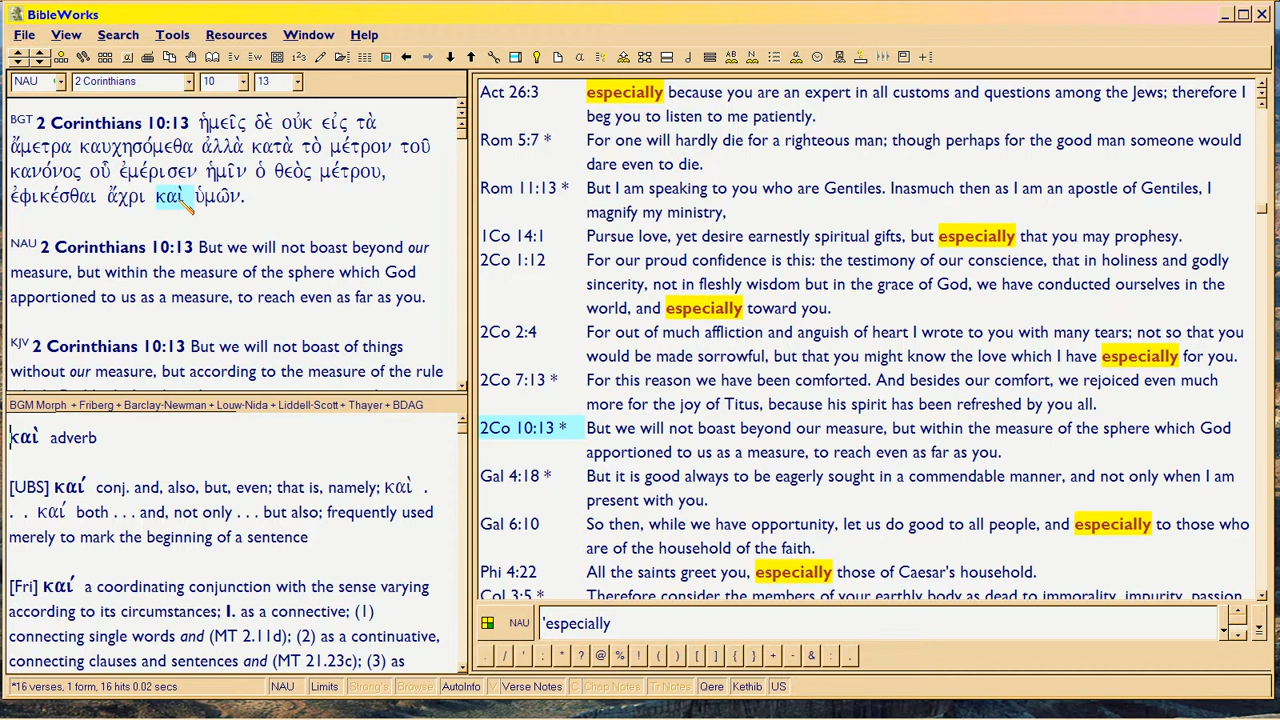 BibleWorks
File View Search Tools Resources Window Help
NAU 2 Corinthians 10 13
BGT 2 Corinthians 10:13 ἡμεῖς δὲ οὐκ εἰς τὰ
ἄμετρα καυχησόμεθα ἀλλὰ κατὰ τὸ μέτρον τοῦ
κανόνος οὗ ἐμέρισεν ἡμῖν ὁ θεὸς μέτρου,
ἐφικέσθαι ἄχρι καὶ ὑμῶν.
NAU 2 Corinthians 10:13 But we will not boast beyond our
measure, but within the measure of the sphere which God
apportioned to us as a measure, to reach even as far as you.
KJV 2 Corinthians 10:13 But we will not boast of things
without our measure, but according to the measure of the rule
BGM Morph + Friberg + Barclay-Newman + Louw-Nida + Liddell-Scott + Thayer + BDAG
καὶ adverb
[UBS] καί conj. and, also, but, even; that is, namely; καὶ .
. . καί both . . . and, not only . . . but also; frequently used
merely to mark the beginning of a sentence
[Fri] καί a coordinating conjunction with the sense varying
according to its circumstances; I. as a connective; (1)
connecting single words and (MT 2.11d); (2) as a continuative,
connecting clauses and sentences and (MT 21.23c); (3) as
Act 26:3 especially because you are an expert in all customs and questions among the Jews; therefore I
beg you to listen to me patiently.
Rom 5:7 * For one will hardly die for a righteous man; though perhaps for the good man someone would
dare even to die.
Rom 11:13 * But I am speaking to you who are Gentiles. Inasmuch then as I am an apostle of Gentiles, I
magnify my ministry,
1Co 14:1 Pursue love, yet desire earnestly spiritual gifts, but especially that you may prophesy.
2Co 1:12 For our proud confidence is this: the testimony of our conscience, that in holiness and godly
sincerity, not in fleshly wisdom but in the grace of God, we have conducted ourselves in the
world, and especially toward you.
2Co 2:4 For out of much affliction and anguish of heart I wrote to you with many tears; not so that you
would be made sorrowful, but that you might know the love which I have especially for you.
2Co 7:13 * For this reason we have been comforted. And besides our comfort, we rejoiced even much
more for the joy of Titus, because his spirit has been refreshed by you all.
2Co 10:13 * But we will not boast beyond our measure, but within the measure of the sphere which God
apportioned to us as a measure, to reach even as far as you.
Gal 4:18 * But it is good always to be eagerly sought in a commendable manner, and not only when I am
present with you.
Gal 6:10 So then, while we have opportunity, let us do good to all people, and especially to those who
are of the household of the faith.
Phi 4:22 All the saints greet you, especially those of Caesar's household.
Col 3:5 * Therefore consider the members of your earthly body as dead to immorality, impurity, passion
NAU 'especially
. / ' ; * ? @ % ! ( ) [ ] { } + - & : .
*16 verses, 1 form, 16 hits 0.02 secs NAU Limits Strong's Browse AutoInfo V Verse Notes C Chap Notes Tr Notes Qere Kethib US